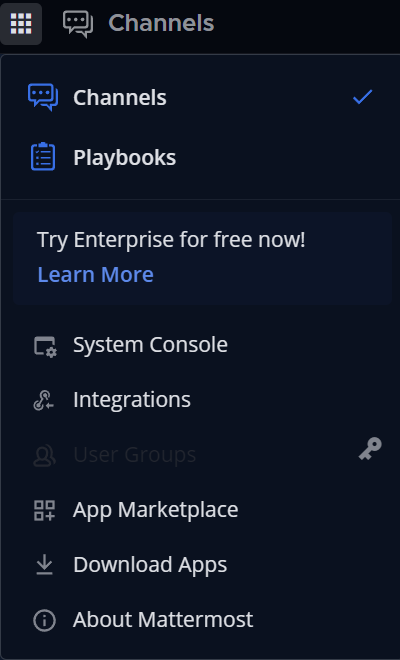 Channels
Channels
Playbooks
Try Enterprise for free now!
Learn More
System Console
Integrations
User Groups
App Marketplace
Download Apps
About Mattermost